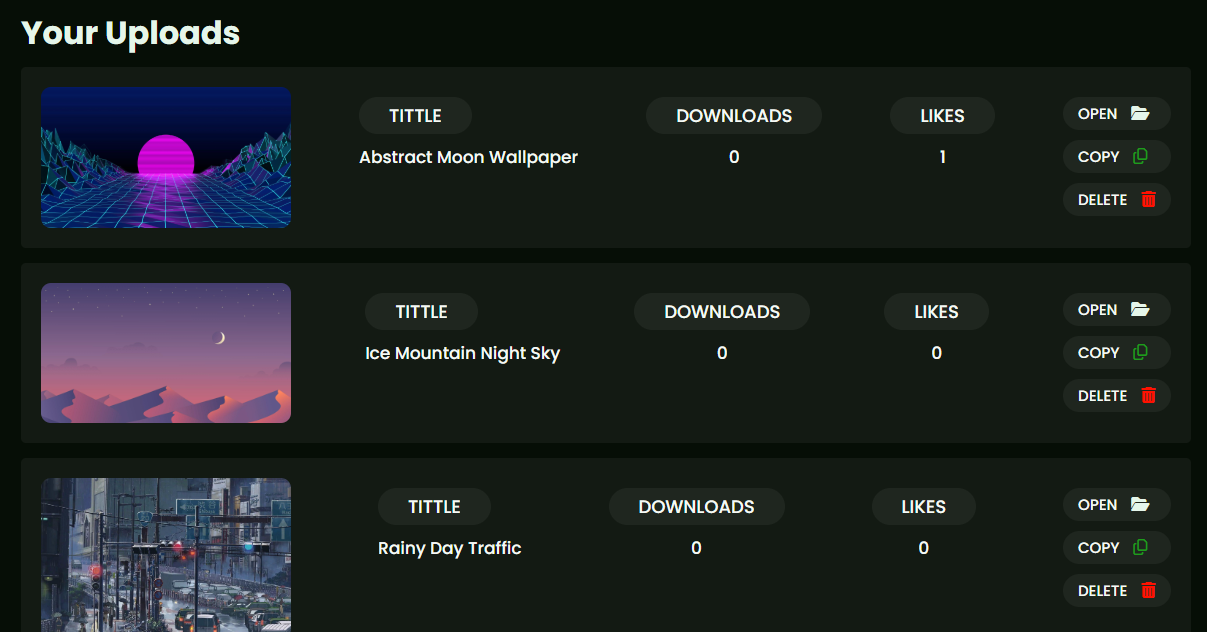 Your Uploads
TITTLE DOWNLOADS LIKES OPEN
Abstract Moon Wallpaper 0 1 COPY
DELETE
TITTLE DOWNLOADS LIKES OPEN
Ice Mountain Night Sky 0 0 COPY
DELETE
TITTLE DOWNLOADS LIKES OPEN
Rainy Day Traffic 0 0 COPY
DELETE